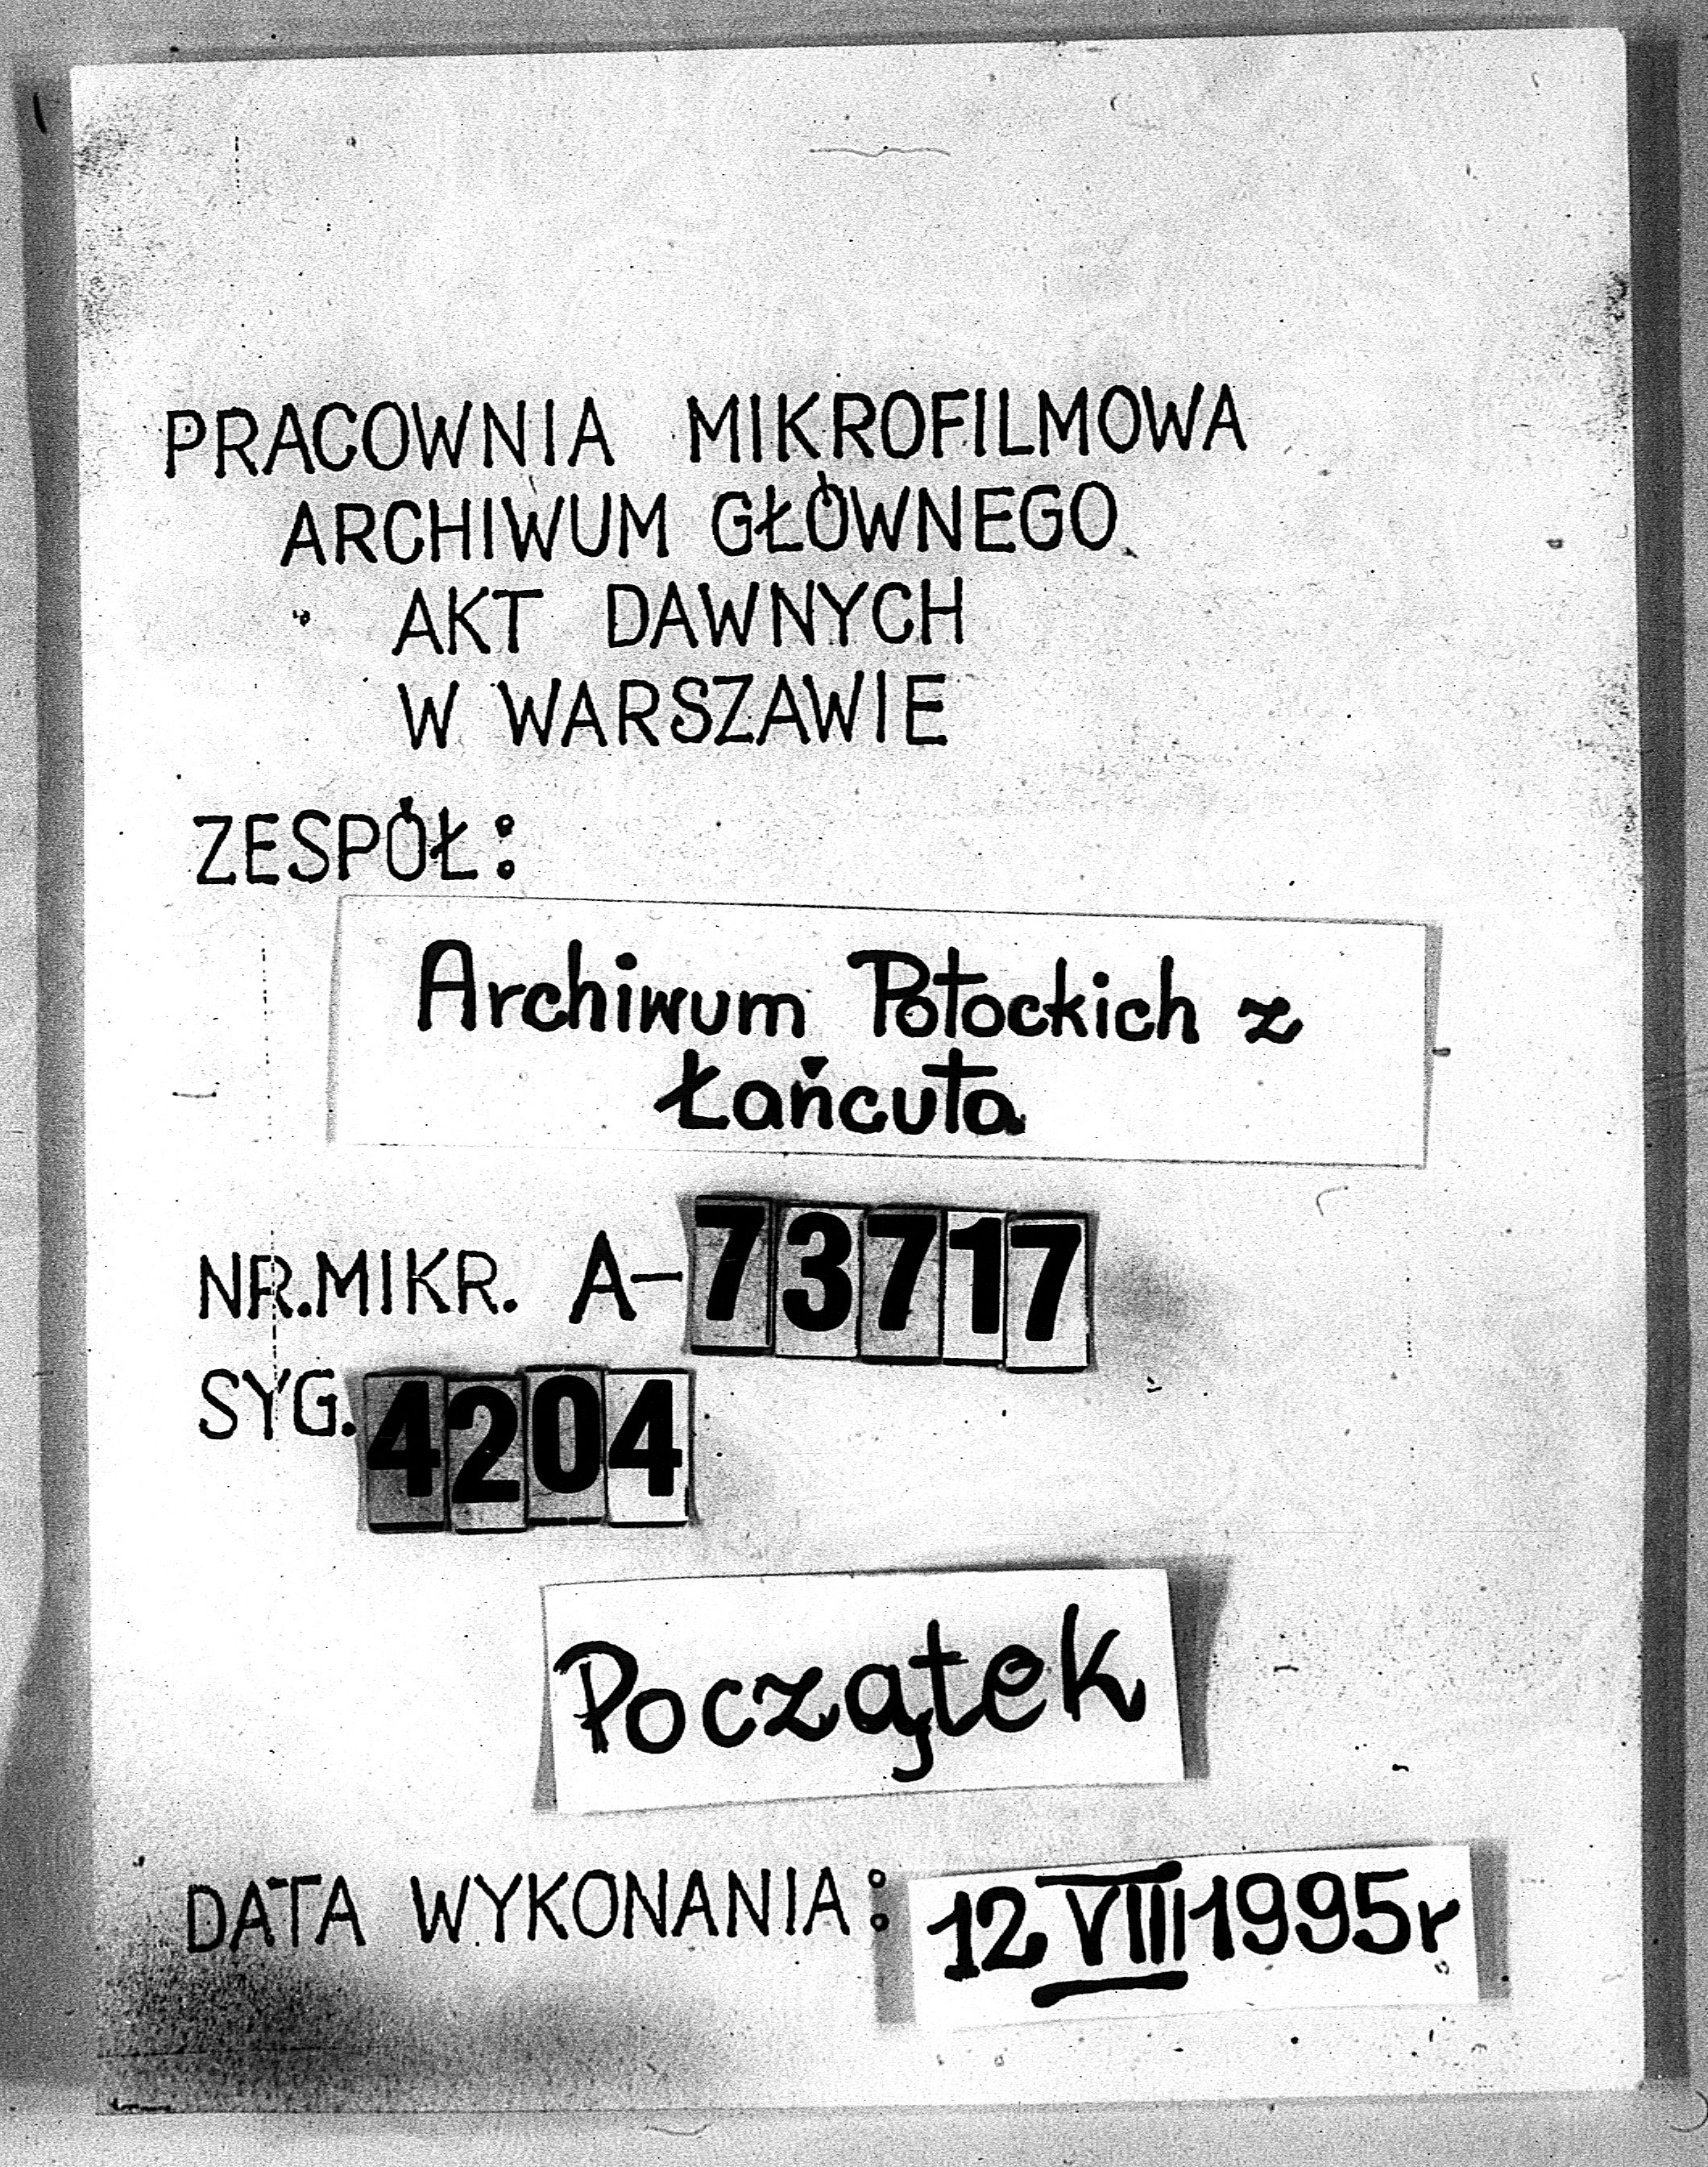 PRACOWNIA MIKROFILMOWA
ARCHIWUM GŁÓWNEGO
AKT DAWNYCH
W WARSZAWIE
ZESPÓŁ:
Archiwum Potockich z
Łańcuta
NR.MIKR. A-73717
SYG. 4204
Początek
DATA WYKONANIA: 12 VIII 1995r